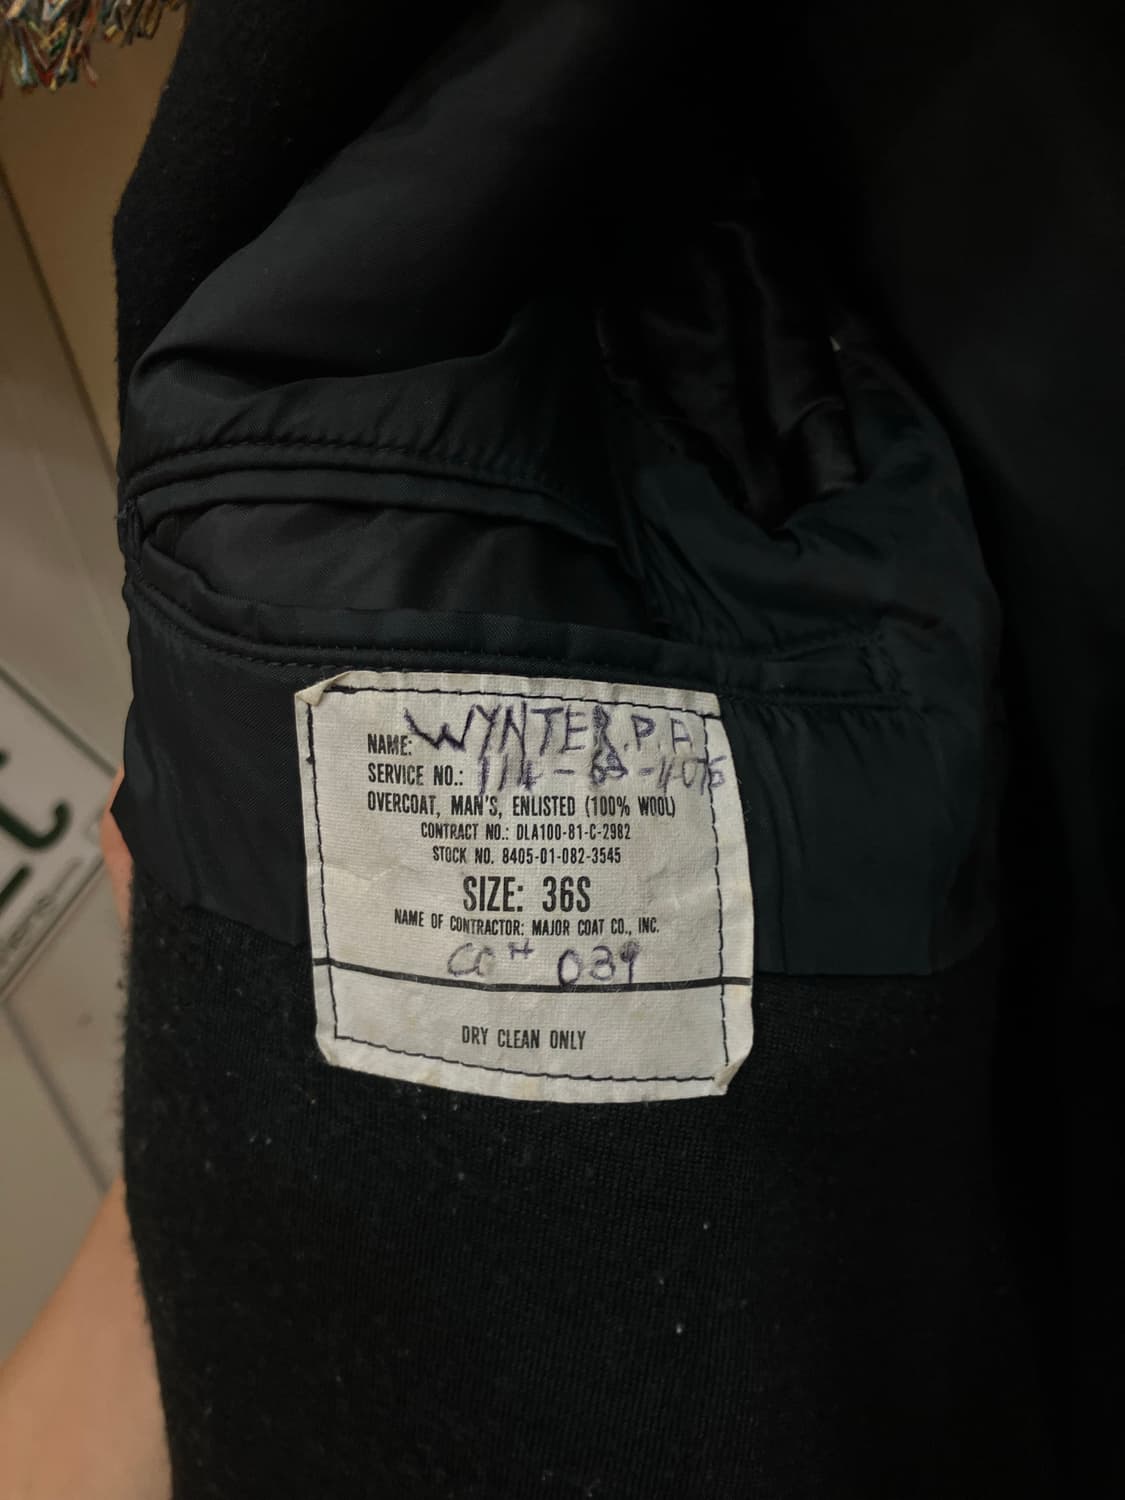 NAME: WYNTER.P.A
SERVICE NO.:
OVERCOAT, MAN'S, ENLISTED (100% WOOL)
CONTRACT NO.: DLA100-81-C-2982
STOCK NO. 8405-01-082-3545
SIZE: 36S
NAME OF CONTRACTOR: MAJOR COAT CO., INC.
CO # 039
DRY CLEAN ONLY